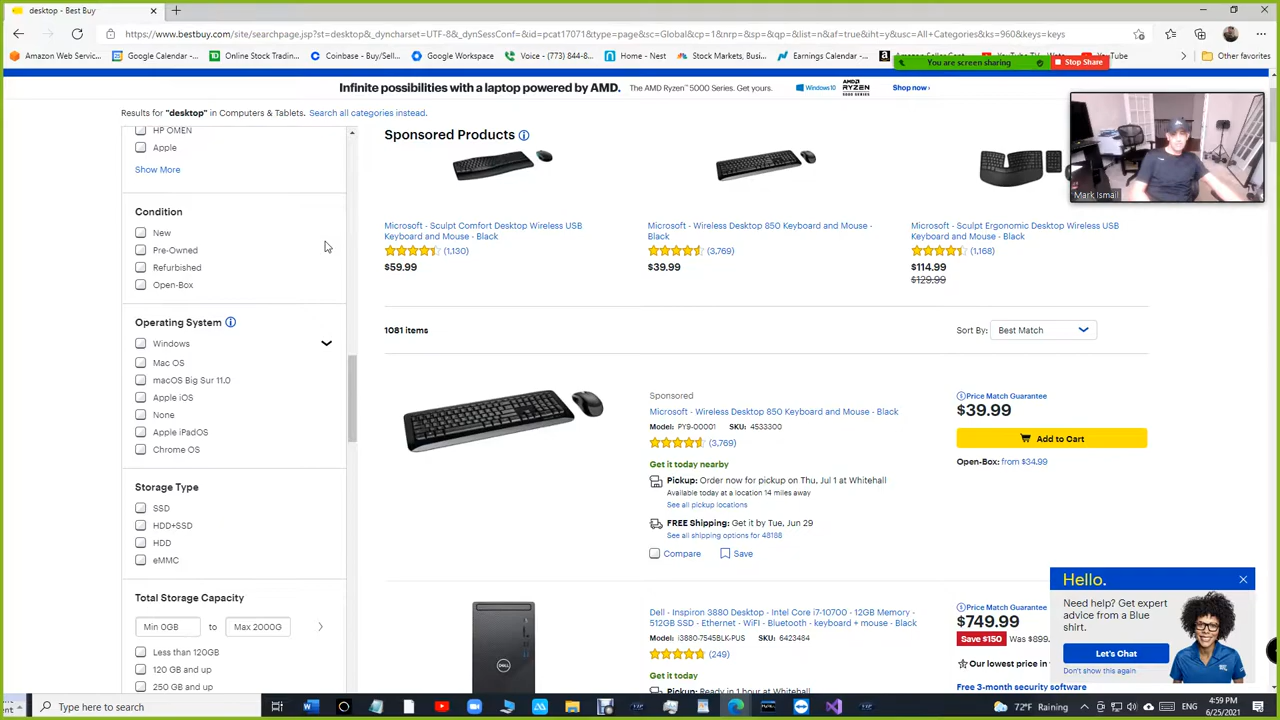 desktop - Best Buy
https://www.bestbuy.com/site/searchpage.jsp?st=desktop&_dyncharset=UTF-8&_dynSessConf=&id=pcat17071&type=page&sc=Global&cp=1&nrp=&sp=&qp=&list=n&af=true&iht=y&usc=All+Categories&ks=960&keys=keys
Amazon Web Servic...
Google Calendar -...
Online Stock Tradin...
Coinbase - Buy/Sell...
Google Workspace
Voice - (773) 844-8...
Home - Nest
Stock Markets, Busi...
Earnings Calendar...
Other favorites
You are screen sharing
Stop Share
Infinite possibilities with a laptop powered by AMD.
The AMD Ryzen™ 5000 Series. Get yours.
Windows10
AMD
RYZEN
5000 SERIES
Shop now›
Results for "desktop" in Computers & Tablets. Search all categories instead.
HP OMEN
Apple
Show More
Condition
New
Pre-Owned
Refurbished
Open-Box
Operating System
Windows
Mac OS
macOS Big Sur 11.0
Apple iOS
None
Apple iPadOS
Chrome OS
Storage Type
SSD
HDD+SSD
HDD
eMMC
Total Storage Capacity
Min 0GB to Max 2000G
Less than 120GB
120 GB and up
250 GB and up
Sponsored Products
Microsoft - Sculpt Comfort Desktop Wireless USB
Keyboard and Mouse - Black
(1,130)
$59.99
Microsoft - Wireless Desktop 850 Keyboard and Mouse -
Black
(3,769)
$39.99
Microsoft - Sculpt Ergonomic Desktop Wireless USB
Keyboard and Mouse - Black
(1,168)
$114.99
$129.99
Mark Ismail
1081 items
Sort By: Best Match
Sponsored
Microsoft - Wireless Desktop 850 Keyboard and Mouse - Black
Model: PY9-00001 SKU: 4533300
(3,769)
Get it today nearby
Pickup: Order now for pickup on Thu, Jul 1 at Whitehall
Available today at a location 14 miles away
See all pickup locations
FREE Shipping: Get it by Tue, Jun 29
See all shipping options for 48188
Compare
Save
Price Match Guarantee
$39.99
Add to Cart
Open-Box: from $34.99
DELL
Dell - Inspiron 3880 Desktop - Intel Core i7-10700 - 12GB Memory -
512GB SSD - Ethernet - WiFI - Bluetooth - keyboard + mouse - Black
Model: i3880-7545BLK-PUS SKU: 6423484
(249)
Get it today
Pickup: Ready in 1 hour at Whitehall
Price Match Guarantee
$749.99
Save $150 Was $899.
Our lowest price in
Free 3-month security software
Hello.
Need help? Get expert
advice from a Blue
shirt.
Let's Chat
Don't show this again.
Type here to search
72°F Raining
4:59 PM
6/25/2021